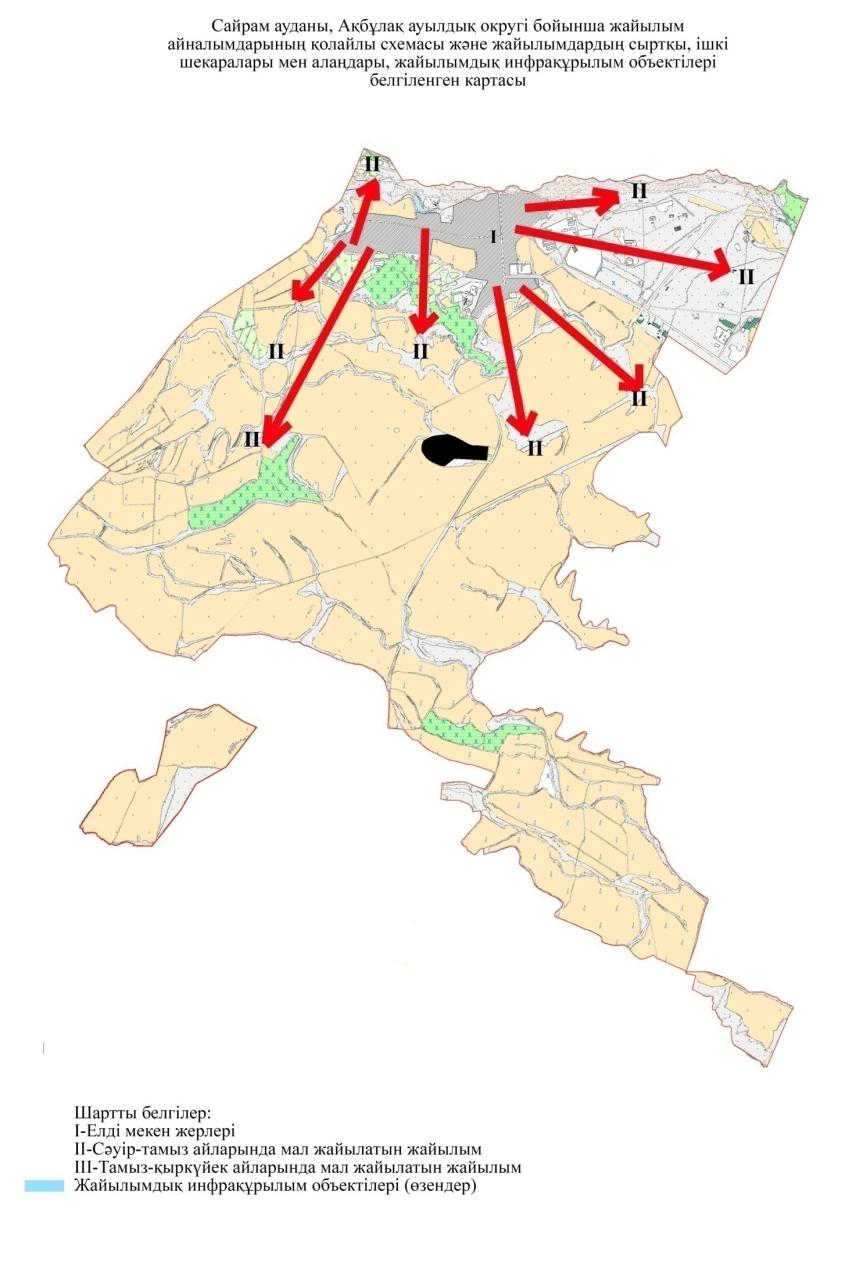 Сайрам ауданы, Ақбұлақ ауылдық округі бойынша жайылым
айналымдарының қолайлы схемасы және жайылымдардың сыртқы, ішкі
шекаралары мен алаңдары, жайылымдық инфрақұрылым объектілері
белгіленген картасы
II
II
I
II
II
II
II
II
II
Шартты белгілер:
I-Елді мекен жерлері
II-Сәуір-тамыз айларында мал жайылатын жайылым
III-Тамыз-қыркүйек айларында мал жайылатын жайылым
Жайылымдық инфрақұрылым объектілері (өзендер)